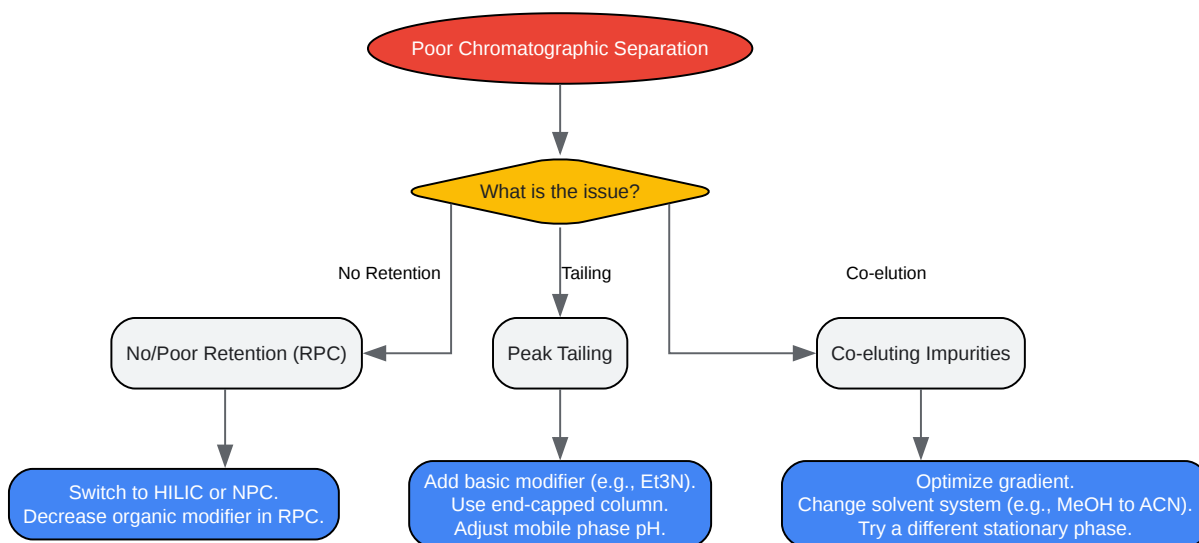 Poor Chromatographic Separation
What is the issue?
No Retention
Tailing
Co-elution
No/Poor Retention (RPC)
Peak Tailing
Co-eluting Impurities
Switch to HILIC or NPC.
Decrease organic modifier in RPC.
Add basic modifier (e.g., Et3N).
Use end-capped column.
Adjust mobile phase pH.
Optimize gradient.
Change solvent system (e.g., MeOH to ACN).
Try a different stationary phase.